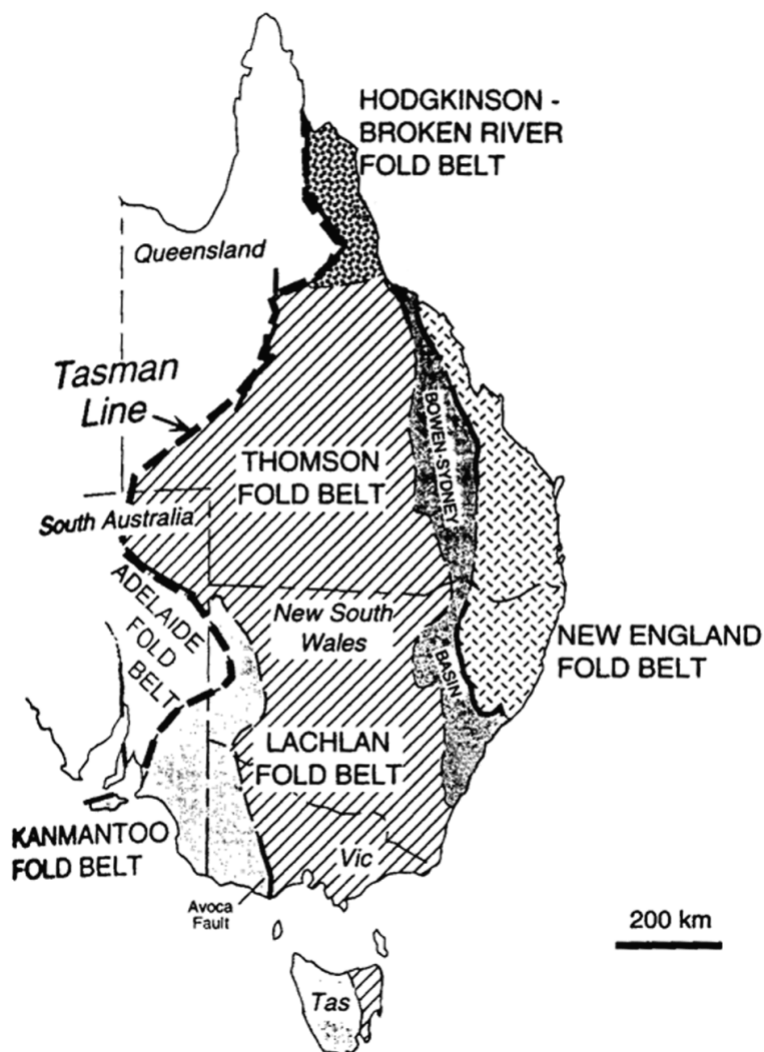 HODGKINSON -
BROKEN RIVER
FOLD BELT
Queensland
Tasman
Line
THOMSON
FOLD BELT
BOWEN-SYDNEY
South Australia
ADELAIDE
FOLD
BELT
New South
Wales
BASIN
NEW ENGLAND
FOLD BELT
LACHLAN
FOLD BELT
KANMANTOO
FOLD BELT
Vic
Avoca
Fault
200 km
Tas